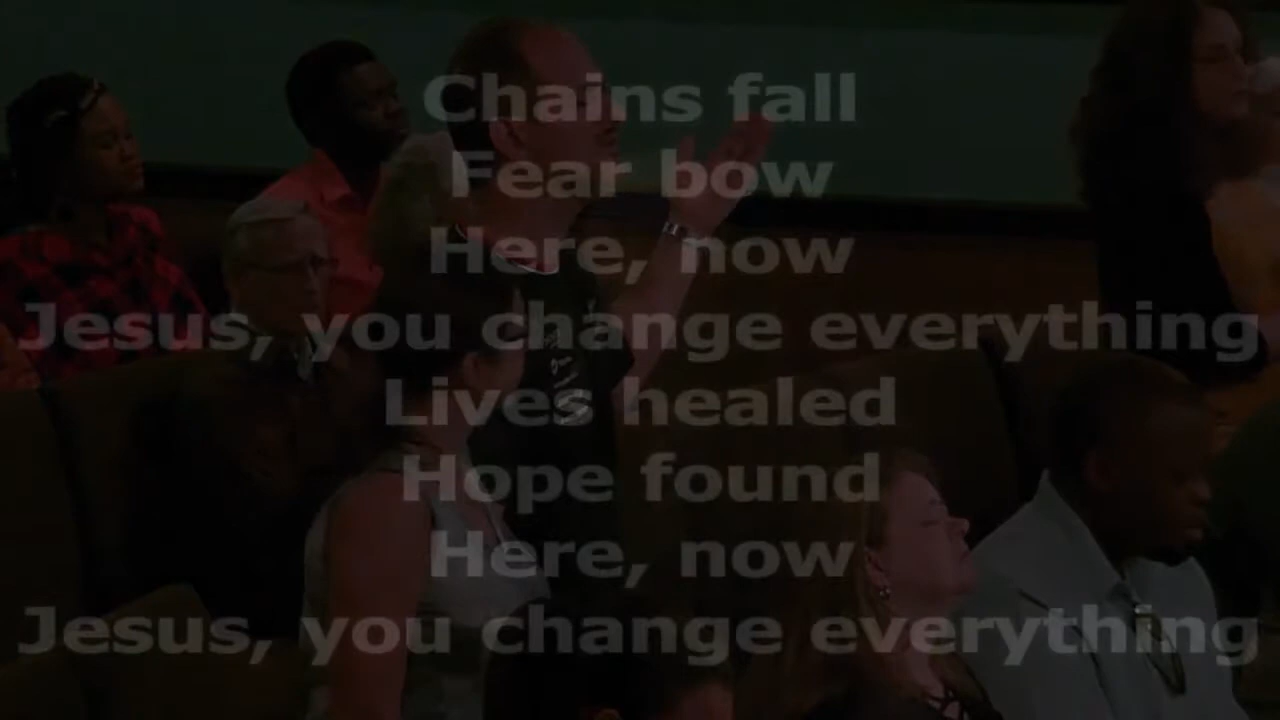 Chains fall
Fear bow
Here, now
Jesus, you change everything
Lives healed
Hope found
Here, now
Jesus, you change everything